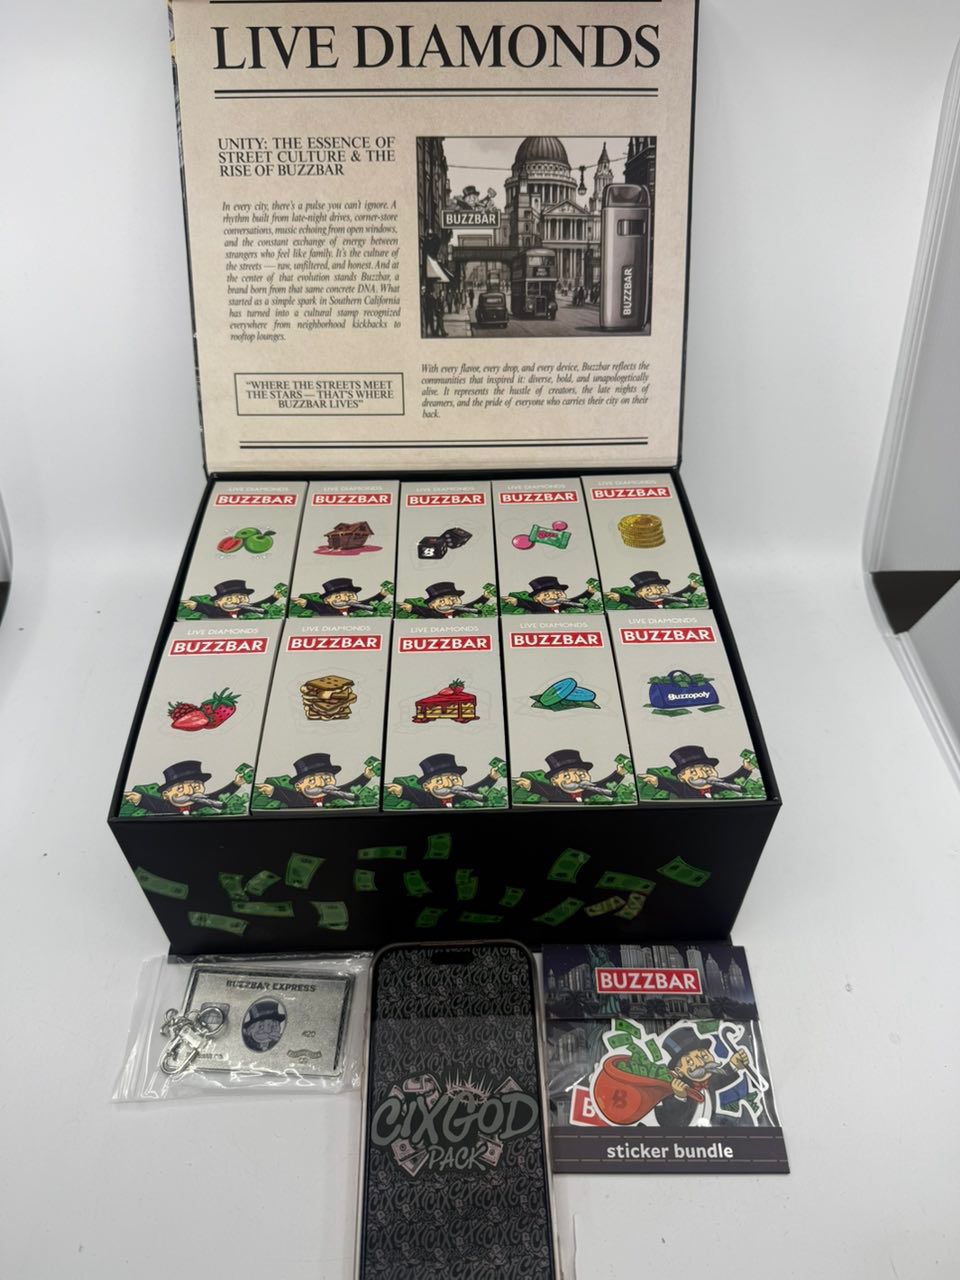 LIVE DIAMONDS
UNITY: THE ESSENCE OF
STREET CULTURE & THE
RISE OF BUZZBAR
In every city, there's a pulse you can't ignore. A
rhythm built from late-night drives, corner-store
conversations, music echoing from open windows,
and the constant exchange of energy between
strangers who feel like family. It's the culture of
the streets — raw, unfiltered, and honest. And at
the center of that evolution stands Buzzbar, a
brand born from that same concrete DNA. What
started as a simple spark in Southern California
has turned into a cultural stamp recognized
everywhere from neighborhood kickbacks to
rooftop lounges.
"WHERE THE STREETS MEET
THE STARS — THAT'S WHERE
BUZZBAR LIVES"
BUZZBAR
BUZZBAR
With every flavor, every drop, and every device, Buzzbar reflects the
communities that inspired it: diverse, bold, and unapologetically
alive. It represents the hustle of creators, the late nights of
dreamers, and the pride of everyone who carries their city on their
back.
LIVE DIAMONDS
BUZZBAR
LIVE DIAMONDS
BUZZBAR
LIVE DIAMONDS
BUZZBAR
B
LIVE DIAMONDS
BUZZBAR
LIVE DIAMONDS
BUZZBAR
LIVE DIAMONDS
BUZZBAR
LIVE DIAMONDS
BUZZBAR
LIVE DIAMONDS
BUZZBAR
LIVE DIAMONDS
BUZZBAR
LIVE DIAMONDS
BUZZBAR
Buzzopoly
BUZZBAR EXPRESS
420
CIXGOD
PACK
BUZZBAR
B
B
sticker bundle